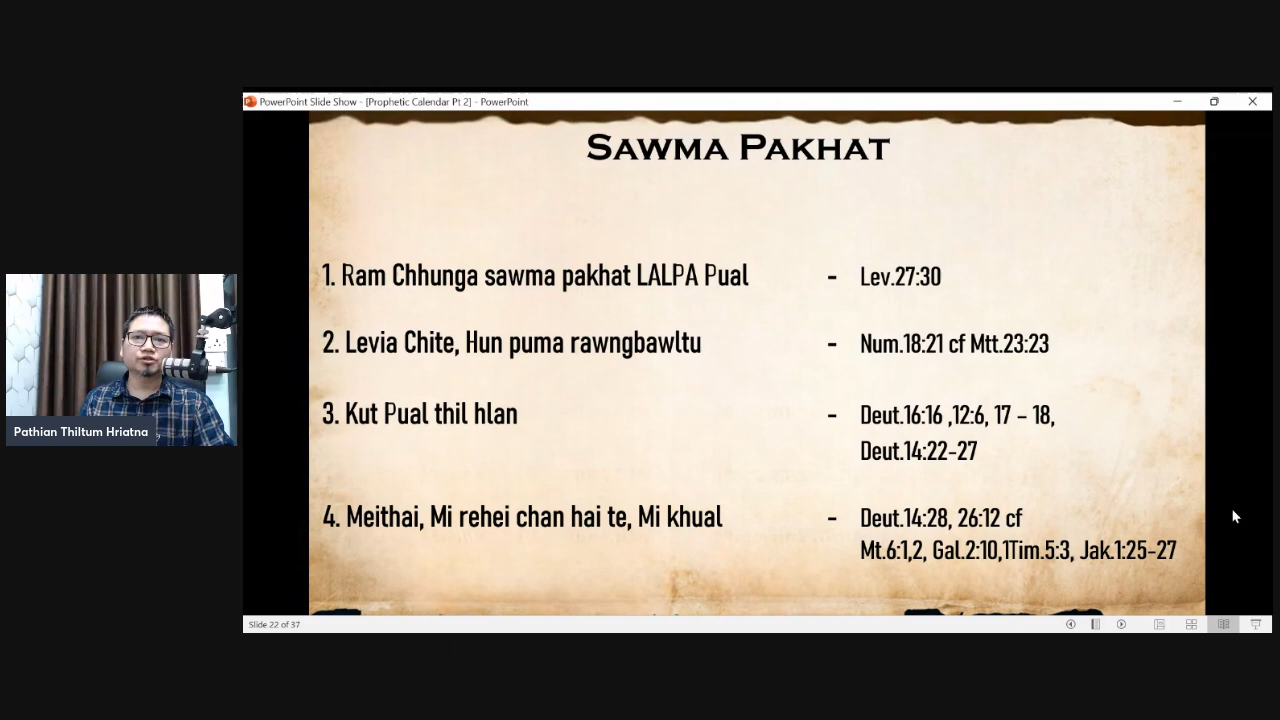 PowerPoint Slide Show - [Prophetic Calendar Pt 2] - PowerPoint
SAWMA PAKHAT
1. Ram Chhunga sawma pakhat LALPA Pual - Lev.27:30
2. Levia Chite, Hun puma rawngbawltu - Num.18:21 cf Mtt.23:23
3. Kut Pual thil hlan - Deut.16:16 ,12:6, 17 – 18,
Deut.14:22-27
4. Meithai, Mi rehei chan hai te, Mi khual - Deut.14:28, 26:12 cf
Mt.6:1,2, Gal.2:10,1Tim.5:3, Jak.1:25-27
Pathian Thiltum Hriatna
Slide 22 of 37